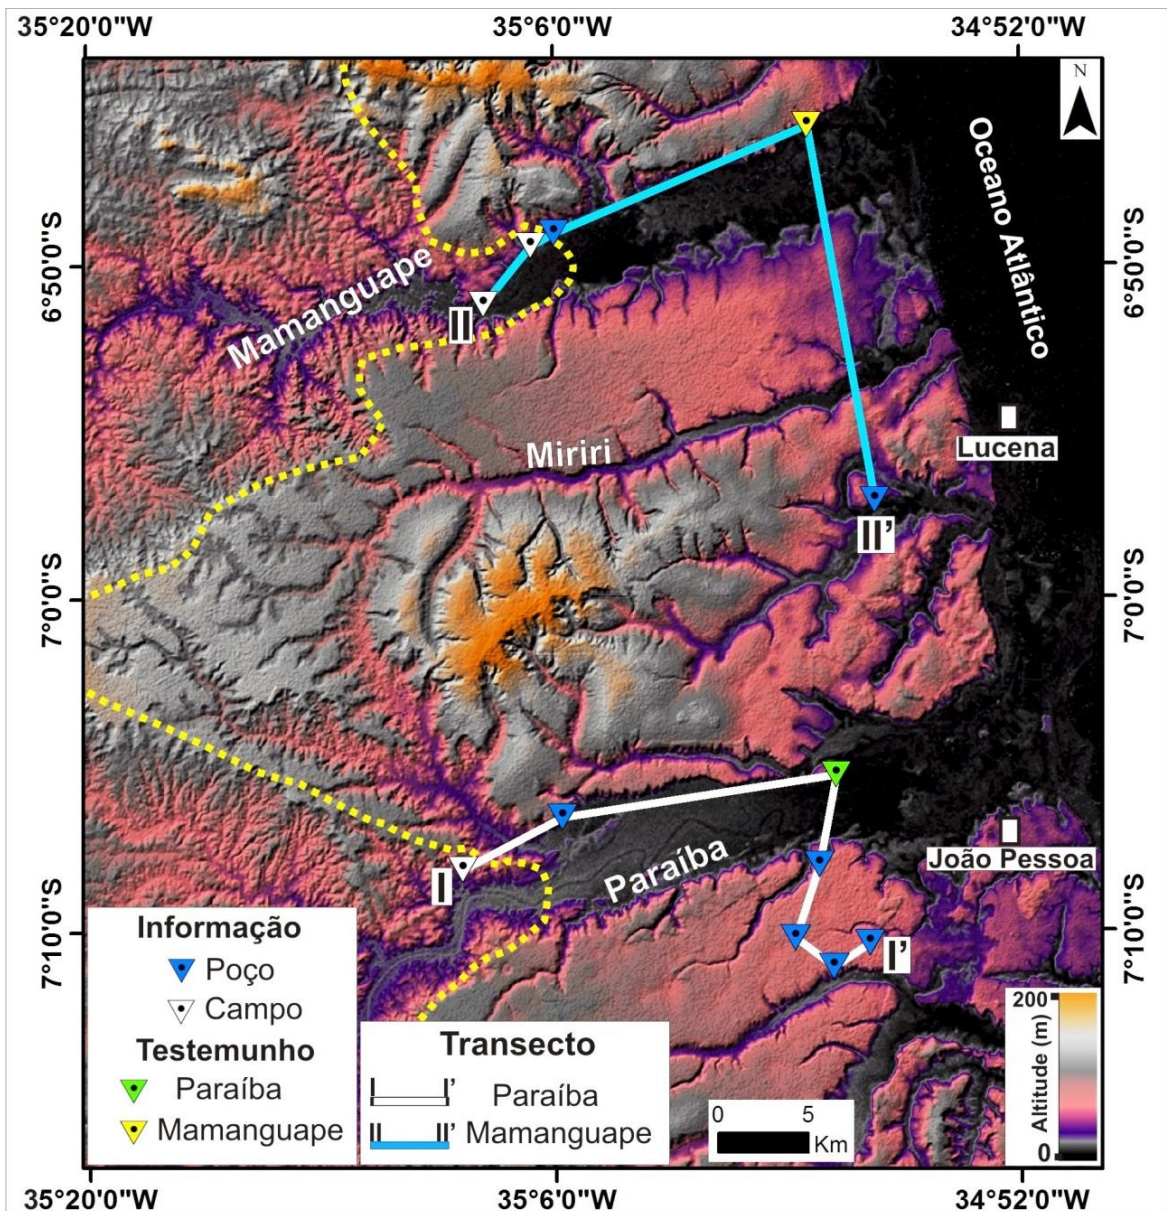 35°20'0"W 35°6'0"W 34°52'0"W
N
Oceano Atlântico
6°50'0"S
6°50'0"S
Mamanguape
II
Miriri
Lucena
II'
7°0'0"S
7°0'0"S
Paraíba
João Pessoa
I
I'
7°10'0"S
7°10'0"S
Informação
Poço
Campo
Testemunho
Paraíba
Mamanguape
Transecto
I I' Paraíba
II II' Mamanguape
0 5
Km
200
Altitude (m)
0
35°20'0"W 35°6'0"W 34°52'0"W